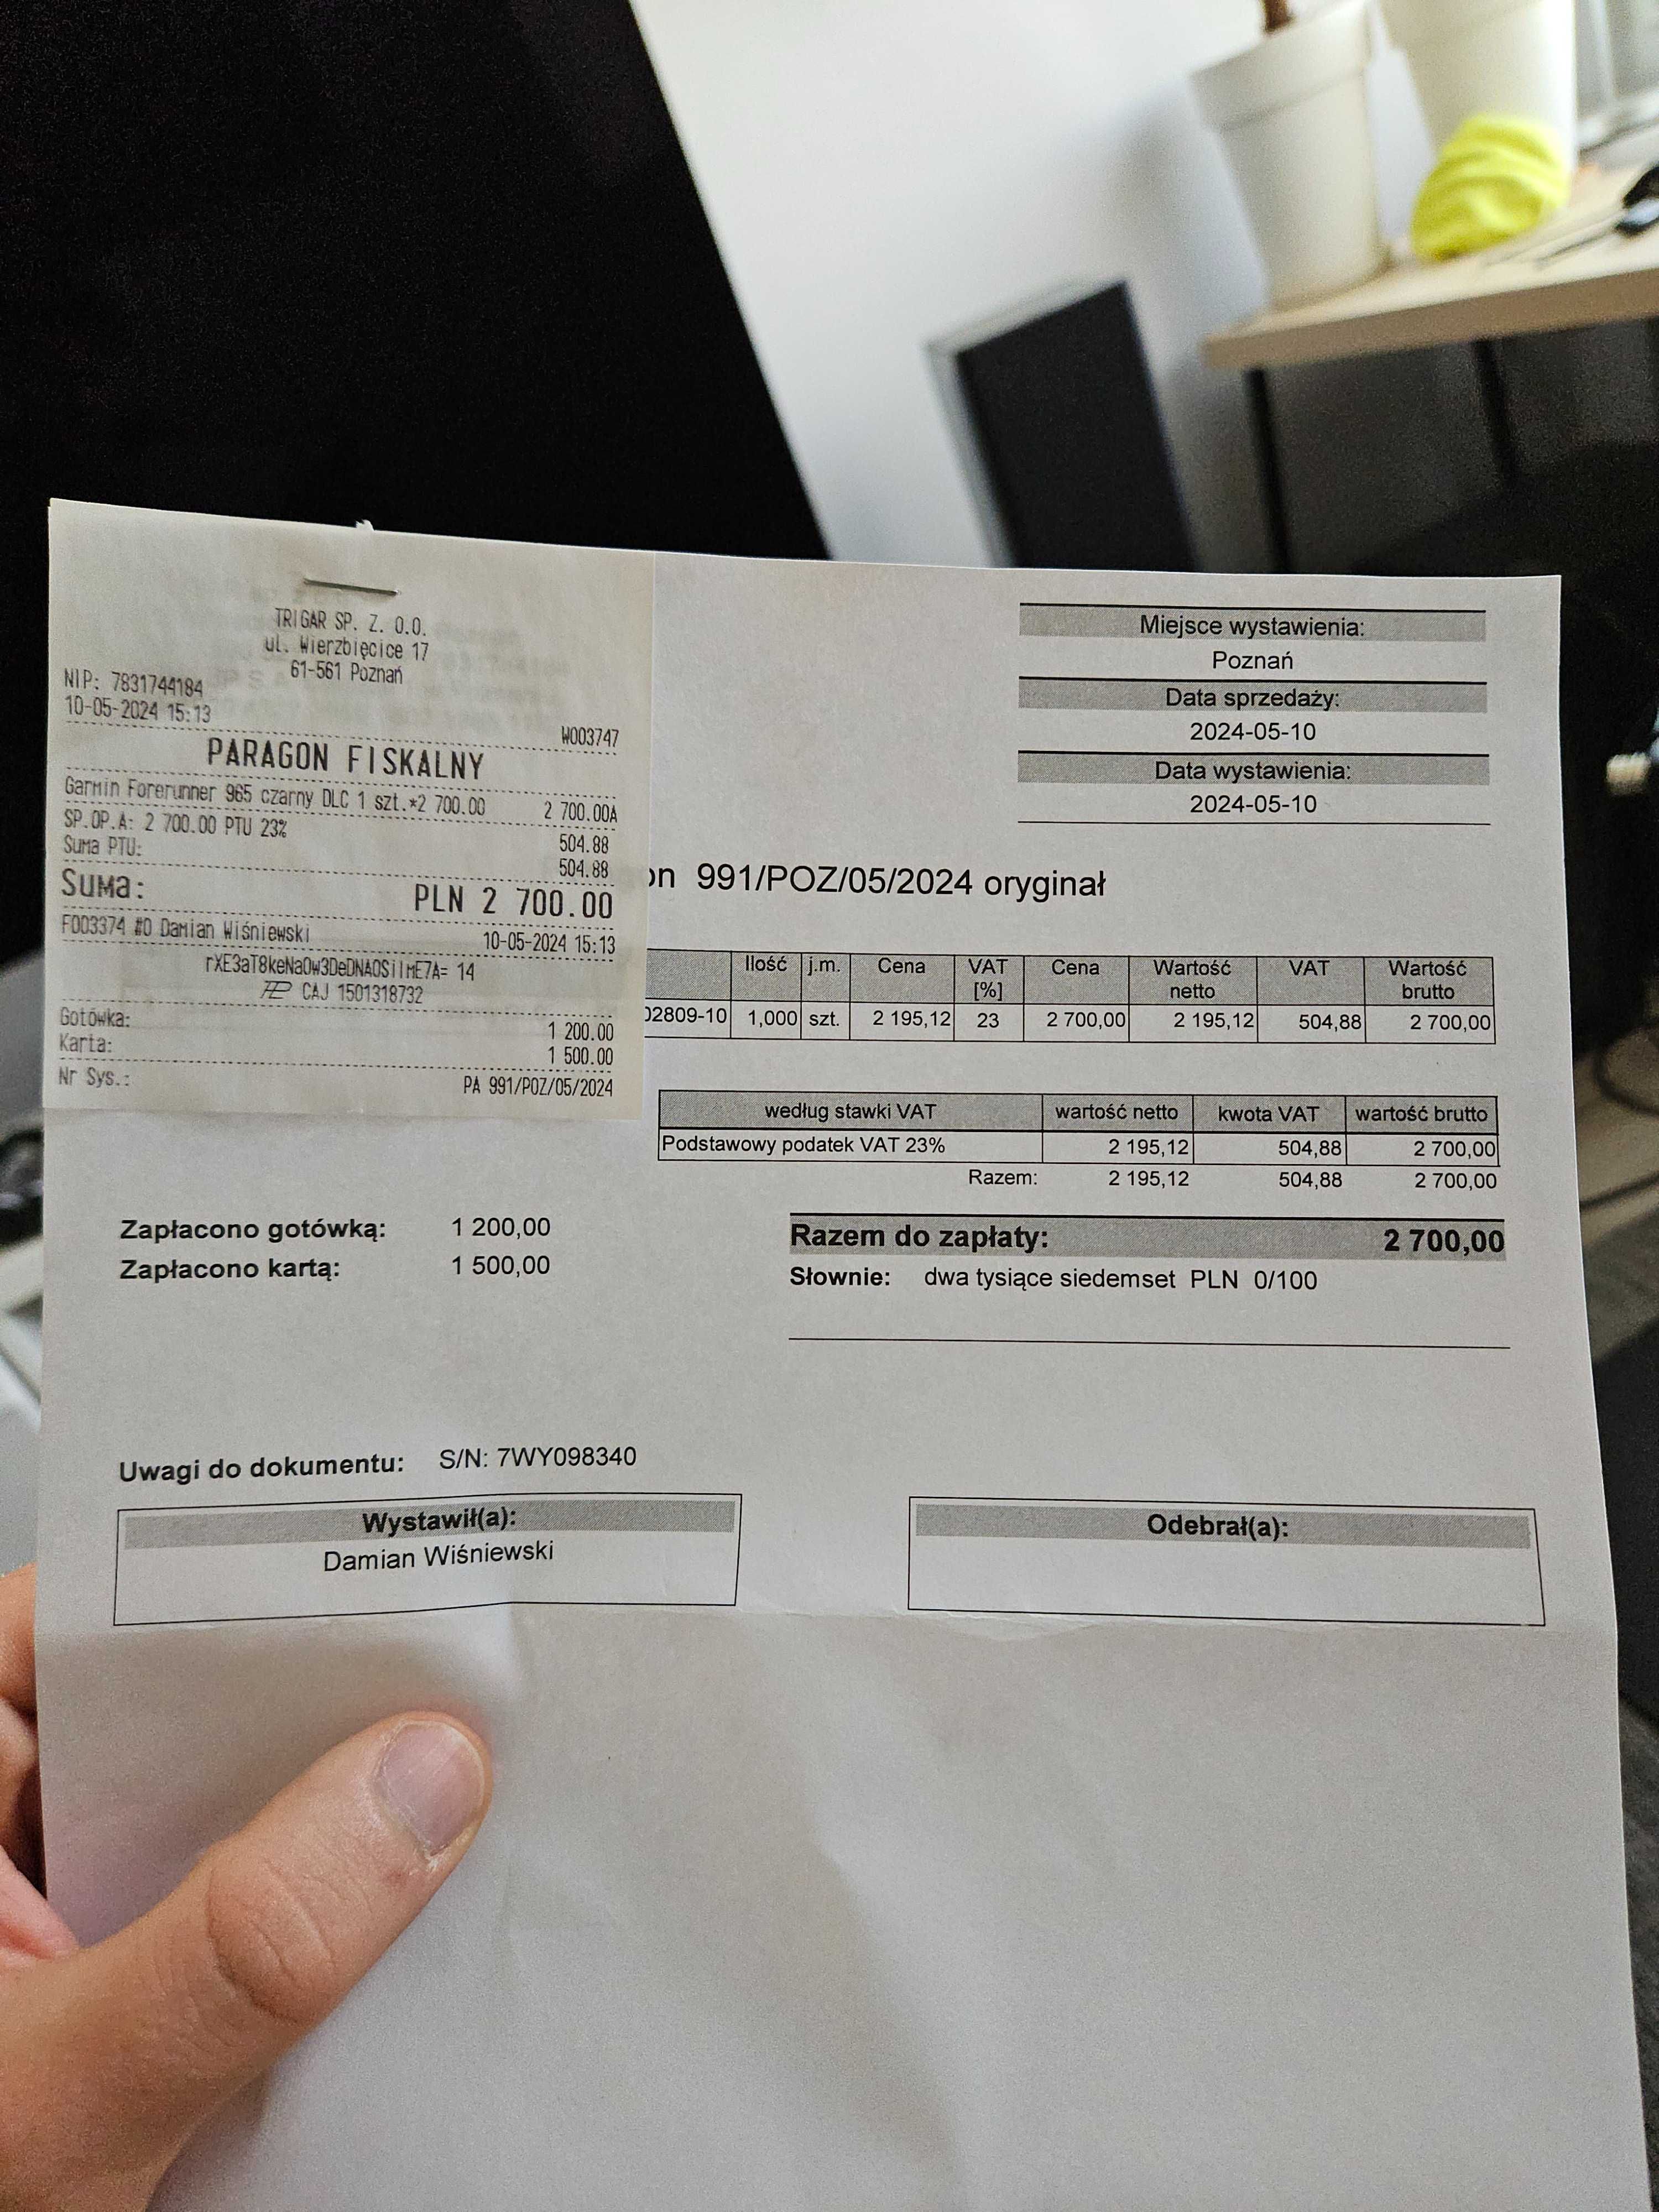 TRIGAR SP. Z. O.O.
ul. Wierzbięcice 17
61-561 Poznań
NIP: 7831744184
10-05-2024 15:13
W003747
PARAGON FISKALNY
Garmin Forerunner 965 czarny DLC 1 szt.*2 700.00 2 700.00A
SP.OP.A: 2 700.00 PTU 23% 504.88
Suma PTU: 504.88
Suma: PLN 2 700.00
F003374 #0 Damian Wiśniewski 10-05-2024 15:13
CAJ 1501318732
Gotówka: 1 200.00
Karta: 1 500.00
Nr Sys.: PA 991/POZ/05/2024
Miejsce wystawienia:
Poznań
Data sprzedaży:
2024-05-10
Data wystawienia:
2024-05-10
on 991/POZ/05/2024 oryginał
Ilość j.m. Cena VAT [%] Cena Wartość netto VAT Wartość brutto
02809-10 1,000 szt. 2 195,12 23 2 700,00 2 195,12 504,88 2 700,00
według stawki VAT wartość netto kwota VAT wartość brutto
Podstawowy podatek VAT 23% 2 195,12 504,88 2 700,00
Razem: 2 195,12 504,88 2 700,00
Zapłacono gotówką: 1 200,00
Zapłacono kartą: 1 500,00
Razem do zapłaty: 2 700,00
Słownie: dwa tysiące siedemset PLN 0/100
Uwagi do dokumentu: S/N: 7WY098340
Wystawił(a):
Damian Wiśniewski
Odebrał(a):